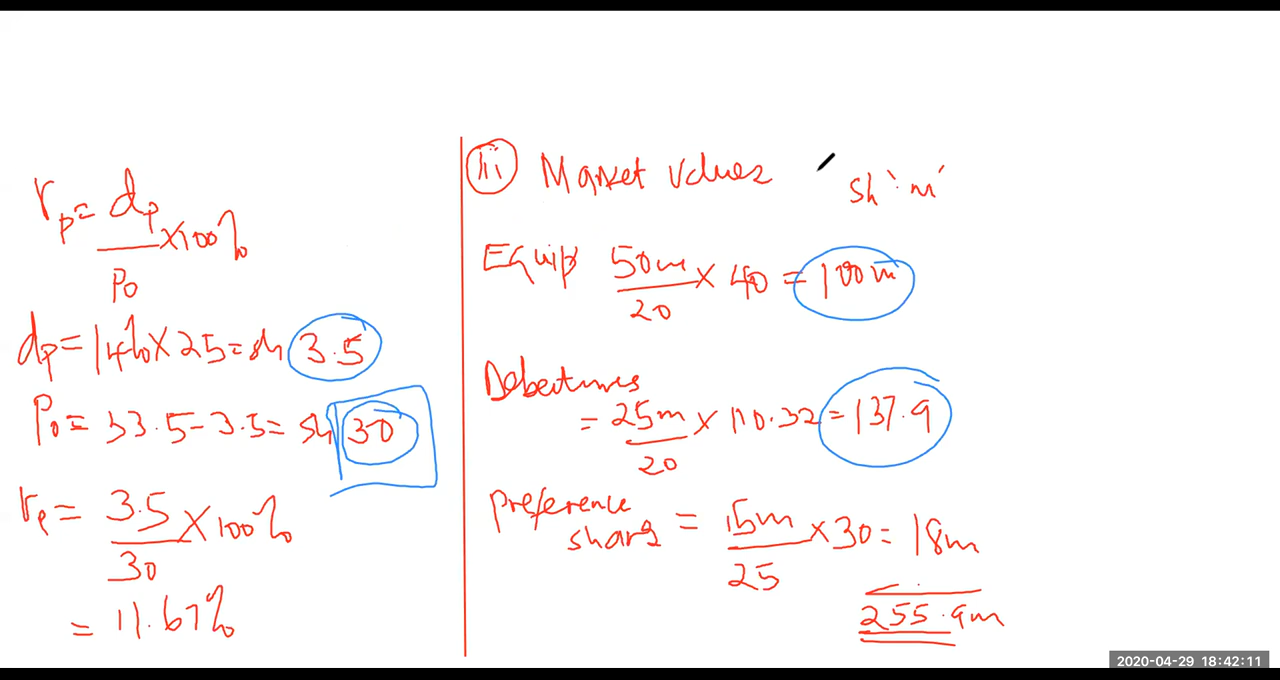 rp = dp/Po × 100%
dp = 14% × 25 = sh 3.5
Po = 33.5 - 3.5 = sh 30
rp = 3.5/30 × 100%
= 11.67%
iii Market values sh 'm'
Equity 50m/20 × 40 = 100m
Debentures
= 25m/20 × 110.32 = 137.9
Preference
shares = 15m/25 × 30 = 18m
255.9m
2020-04-29 18:42:11